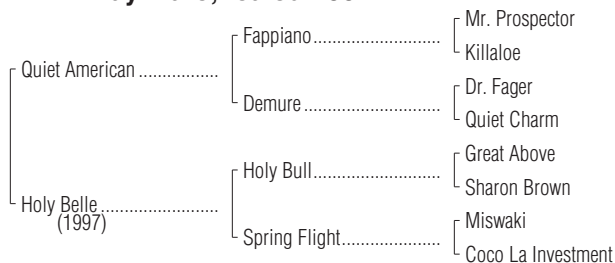 Mr. Prospector
Fappiano
Killaloe
Quiet American
Dr. Fager
Demure
Quiet Charm
Great Above
Holy Bull
Sharon Brown
Holy Belle
(1997)
Miswaki
Spring Flight
Coco La Investment